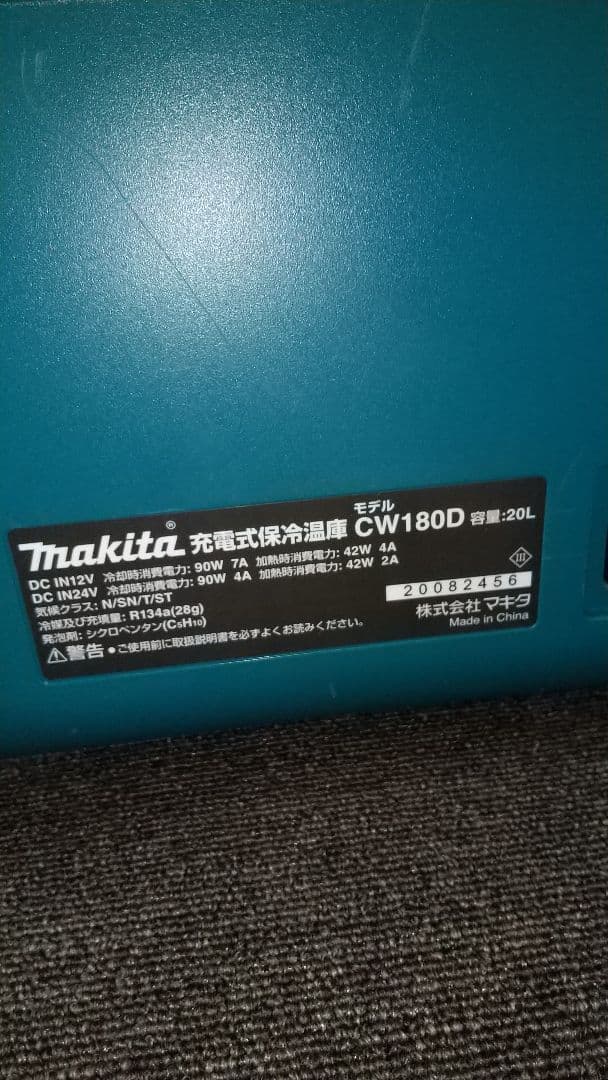 makita® 充電式保冷温庫 モデル CW180D 容量:20L
DC IN12V 冷却時消費電力: 90W 7A 加熱時消費電力: 42W 4A
DC IN24V 冷却時消費電力: 90W 4A 加熱時消費電力: 42W 2A
気候クラス: N/SN/T/ST
冷媒及び充填量: R134a(28g)
発泡剤: シクロペンタン(C5H10)
⚠警告 ●ご使用前に取扱説明書を必ずよくお読みください。
III
20082456
株式会社マキタ
Made in China